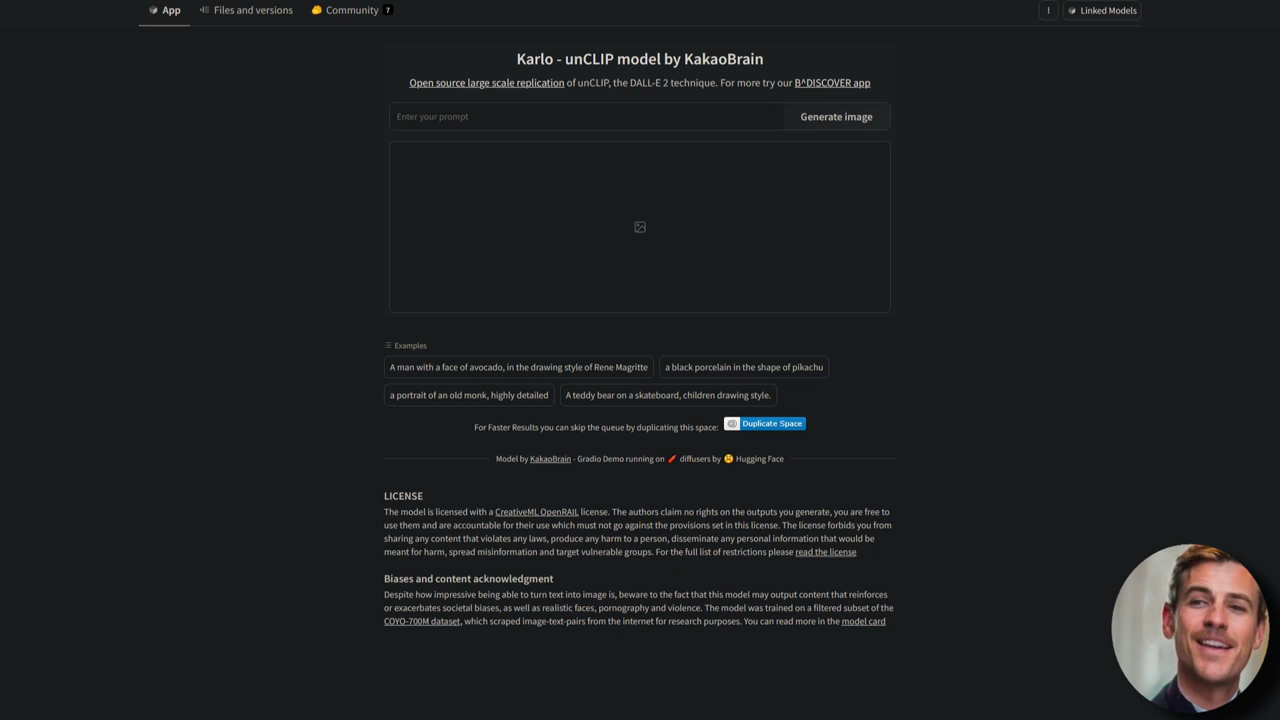 App
Files and versions
Community 7
Linked Models
Karlo - unCLIP model by KakaoBrain
Open source large scale replication of unCLIP, the DALL-E 2 technique. For more try our B^DISCOVER app
Enter your prompt
Generate image
Examples
A man with a face of avocado, in the drawing style of Rene Magritte
a black porcelain in the shape of pikachu
a portrait of an old monk, highly detailed
A teddy bear on a skateboard, children drawing style.
For Faster Results you can skip the queue by duplicating this space: Duplicate Space
Model by KakaoBrain - Gradio Demo running on 🧨 diffusers by 🤗 Hugging Face
LICENSE
The model is licensed with a CreativeML OpenRAIL license. The authors claim no rights on the outputs you generate, you are free to
use them and are accountable for their use which must not go against the provisions set in this license. The license forbids you from
sharing any content that violates any laws, produce any harm to a person, disseminate any personal information that would be
meant for harm, spread misinformation and target vulnerable groups. For the full list of restrictions please read the license
Biases and content acknowledgment
Despite how impressive being able to turn text into image is, beware to the fact that this model may output content that reinforces
or exacerbates societal biases, as well as realistic faces, pornography and violence. The model was trained on a filtered subset of the
COYO-700M dataset, which scraped image-text-pairs from the internet for research purposes. You can read more in the model card